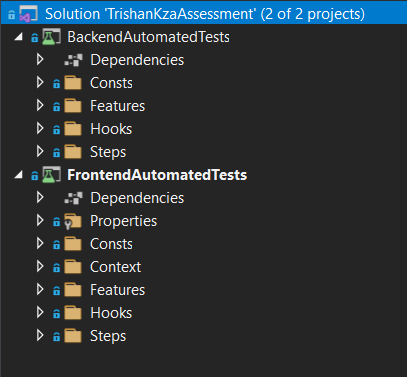 Solution 'TrishanKzaAssessment' (2 of 2 projects)
BackendAutomatedTests
Dependencies
Consts
Features
Hooks
Steps
FrontendAutomatedTests
Dependencies
Properties
Consts
Context
Features
Hooks
Steps